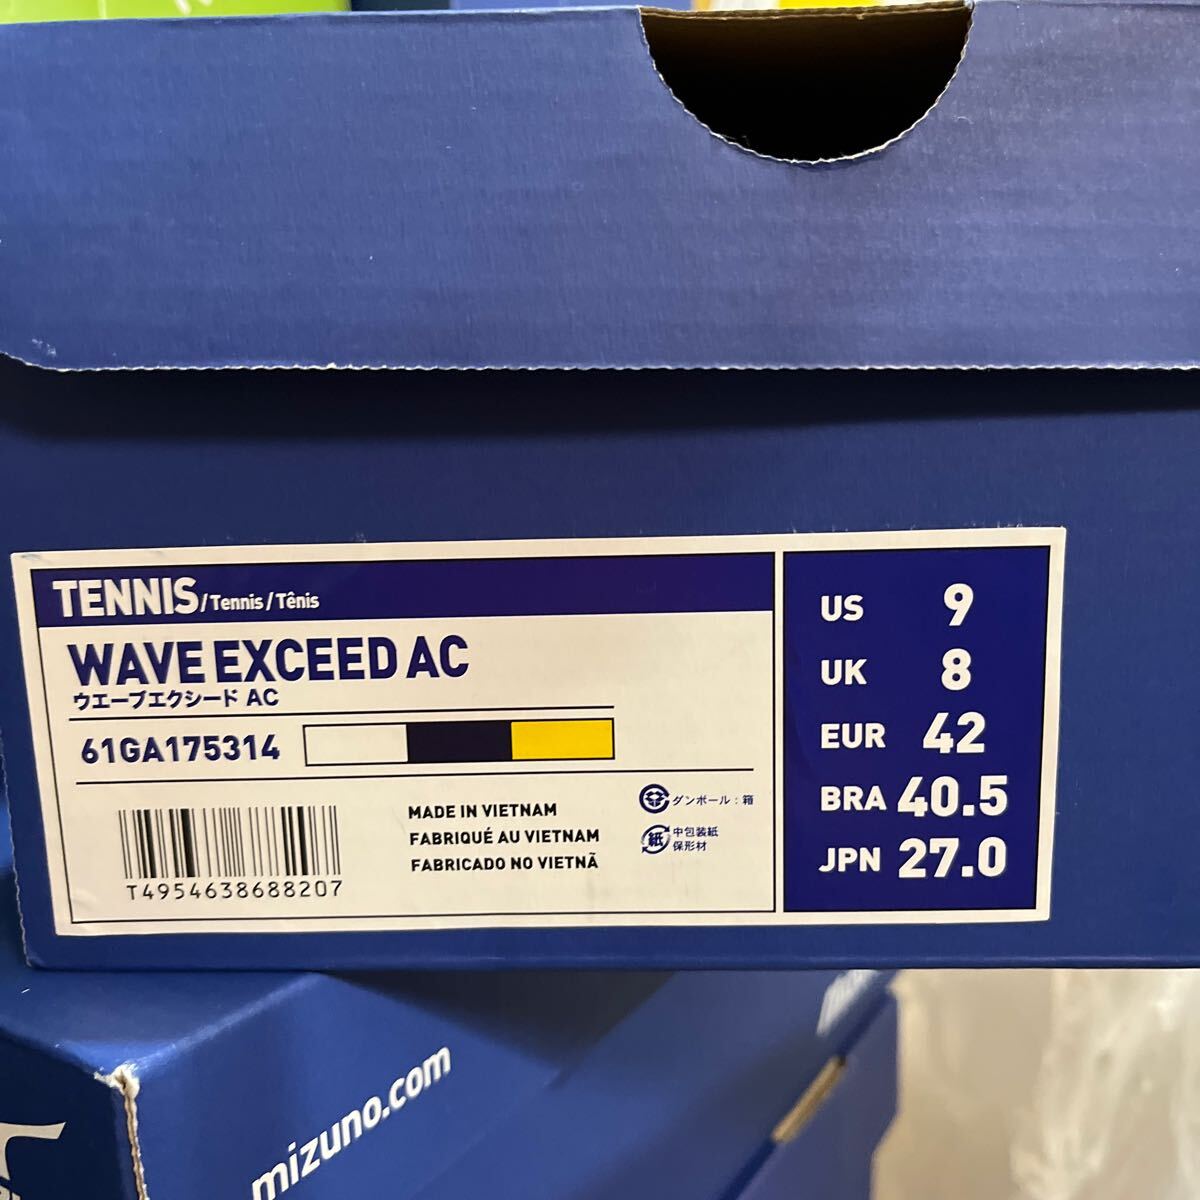 TENNIS/Tennis/Tênis
WAVE EXCEED AC
ウエーブエクシード AC
61GA175314
T4954638688207
MADE IN VIETNAM
FABRIQUÉ AU VIETNAM
FABRICADO NO VIETNÃ
ダンボール：箱
紙
中包装紙
保形材
US 9
UK 8
EUR 42
BRA 40.5
JPN 27.0
mizuno.com